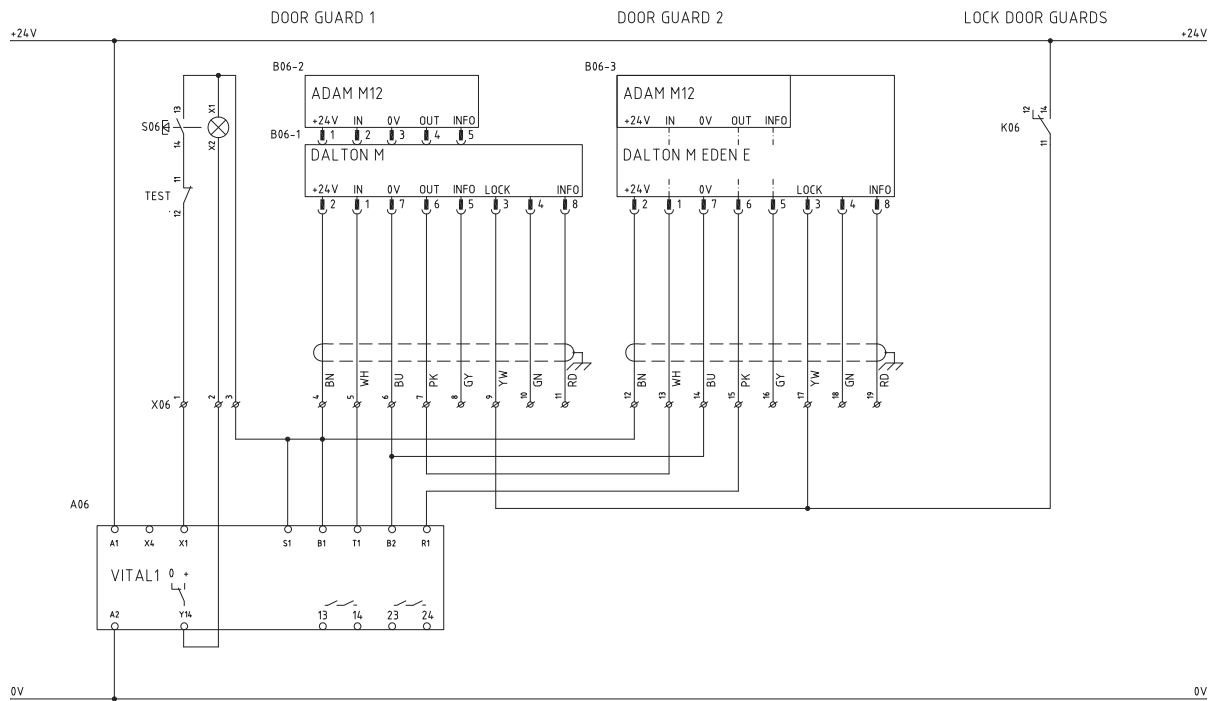 DOOR GUARD 1 DOOR GUARD 2 LOCK DOOR GUARDS
+24V +24V
B06-2 B06-3
ADAM M12 ADAM M12
+24V IN 0V OUT INFO +24V IN 0V OUT INFO
B06-1 1 2 3 4 5
DALTON M DALTON M EDEN E
+24V IN 0V OUT INFO LOCK INFO +24V 0V LOCK INFO
2 1 7 6 5 3 4 8 2 1 7 6 5 3 4 8
13 X1
S06
14 X2
11
TEST
12
12 14
K06
11
BN WH BU PK GY YW GN RD BN WH BU PK GY YW GN RD
X06 1 2 3 4 5 6 7 8 9 10 11 12 13 14 15 16 17 18 19
A06
A1 X4 X1 S1 B1 T1 B2 R1
VITAL1 0 +
A2 Y14 13 14 23 24
0V 0V